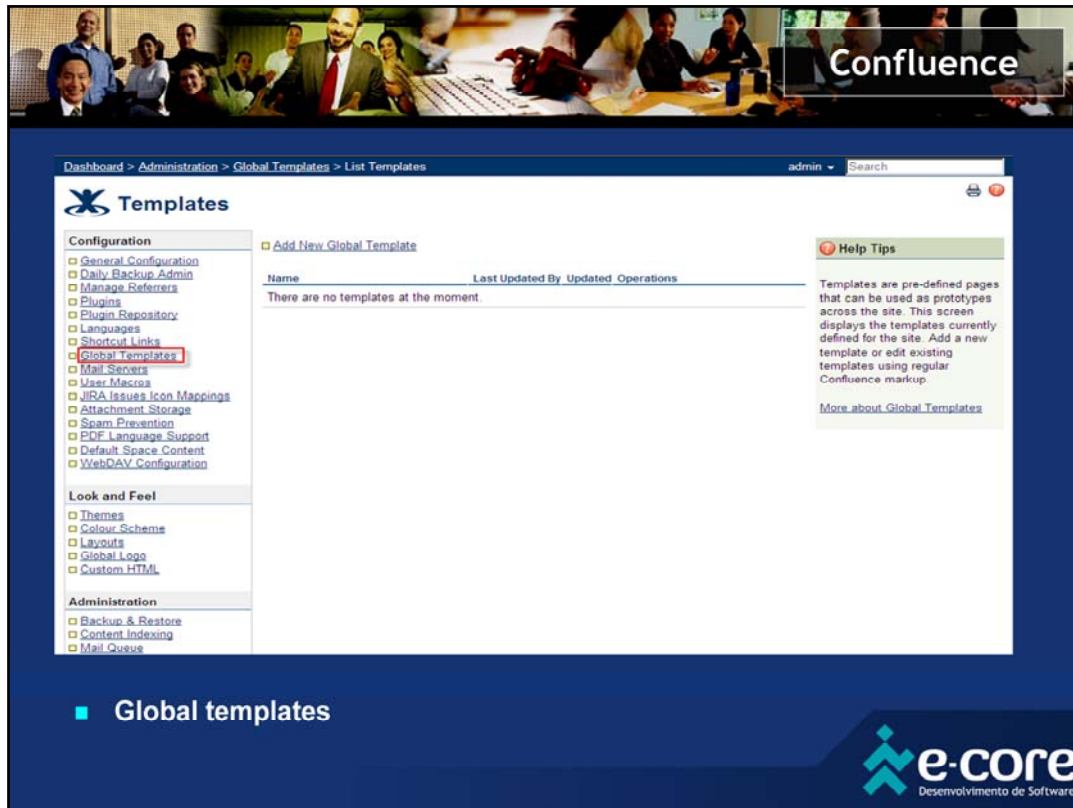 Confluence
Dashboard > Administration > Global Templates > List Templates
admin
Search
Templates
Configuration
General Configuration
Daily Backup Admin
Manage Referrers
Plugins
Plugin Repository
Languages
Shortcut Links
Global Templates
Mail Servers
User Macros
JIRA Issues Icon Mappings
Attachment Storage
Spam Prevention
PDF Language Support
Default Space Content
WebDAV Configuration
Look and Feel
Themes
Colour Scheme
Layouts
Global Logo
Custom HTML
Administration
Backup & Restore
Content Indexing
Mail Queue
Add New Global Template
Name Last Updated By Updated Operations
There are no templates at the moment.
Help Tips
Templates are pre-defined pages
that can be used as prototypes
across the site. This screen
displays the templates currently
defined for the site. Add a new
template or edit existing
templates using regular
Confluence markup.
More about Global Templates
Global templates
e-core
Desenvolvimento de Software